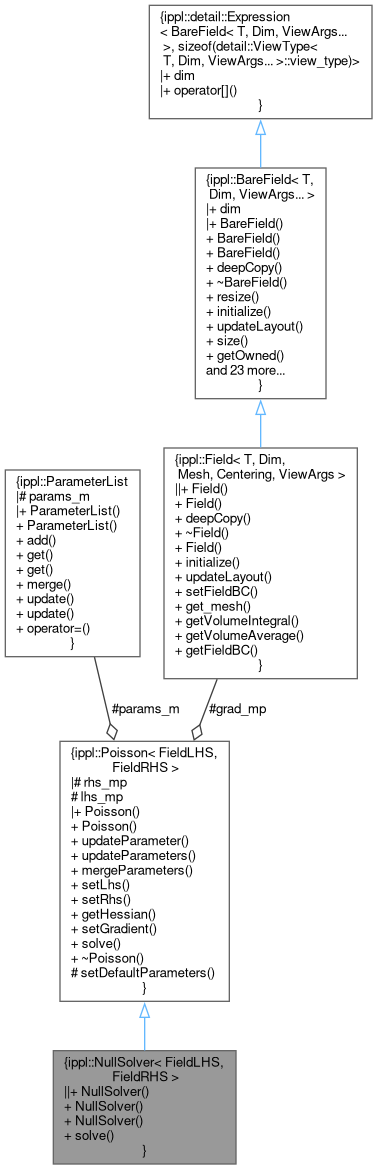 {ippl::detail::Expression
< BareField< T, Dim, ViewArgs...
>, sizeof(detail::ViewType<
T, Dim, ViewArgs... >::view_type)>
|+ dim
|+ operator[]()
}
{ippl::BareField< T,
Dim, ViewArgs... >
|+ dim
|+ BareField()
+ BareField()
+ BareField()
+ deepCopy()
+ ~BareField()
+ resize()
+ initialize()
+ updateLayout()
+ size()
+ getOwned()
and 23 more...
}
{ippl::ParameterList
|# params_m
|+ ParameterList()
+ ParameterList()
+ add()
+ get()
+ get()
+ merge()
+ update()
+ update()
+ operator=()
}
{ippl::Field< T, Dim,
Mesh, Centering, ViewArgs >
||+ Field()
+ Field()
+ deepCopy()
+ ~Field()
+ Field()
+ initialize()
+ updateLayout()
+ setFieldBC()
+ get_mesh()
+ getVolumeIntegral()
+ getVolumeAverage()
+ getFieldBC()
}
#params_m
#grad_mp
{ippl::Poisson< FieldLHS,
FieldRHS >
|# rhs_mp
# lhs_mp
|+ Poisson()
+ Poisson()
+ updateParameter()
+ updateParameters()
+ mergeParameters()
+ setLhs()
+ setRhs()
+ getHessian()
+ setGradient()
+ solve()
+ ~Poisson()
# setDefaultParameters()
}
{ippl::NullSolver< FieldLHS,
FieldRHS >
||+ NullSolver()
+ NullSolver()
+ NullSolver()
+ solve()
}